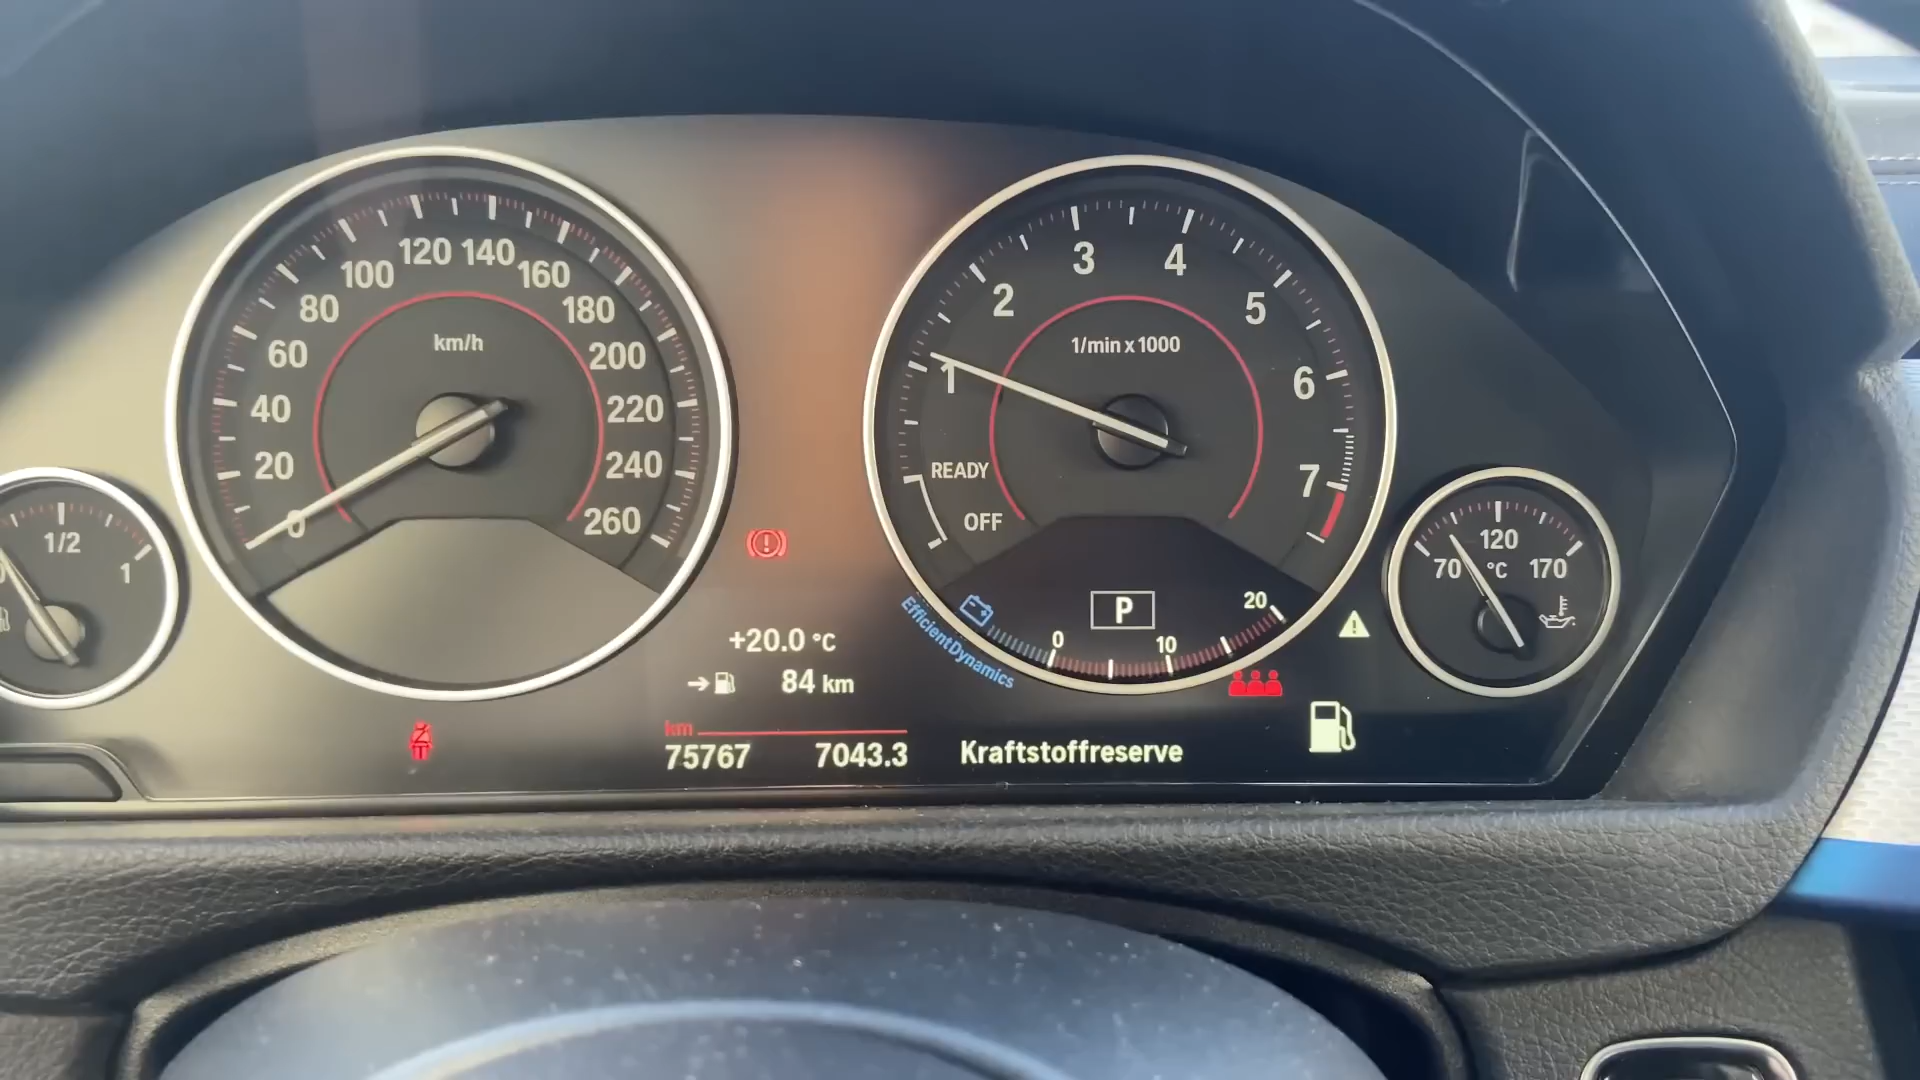 120 140
100 160
80 180
60 200
40 220
20 240
0 260
km/h
3 4
2 5
1 6
7
1/min x 1000
READY
OFF
1/2
1
120
70 °C 170
P
0 10 20
EfficientDynamics
+20.0 °C
84 km
km
75767 7043.3
Kraftstoffreserve